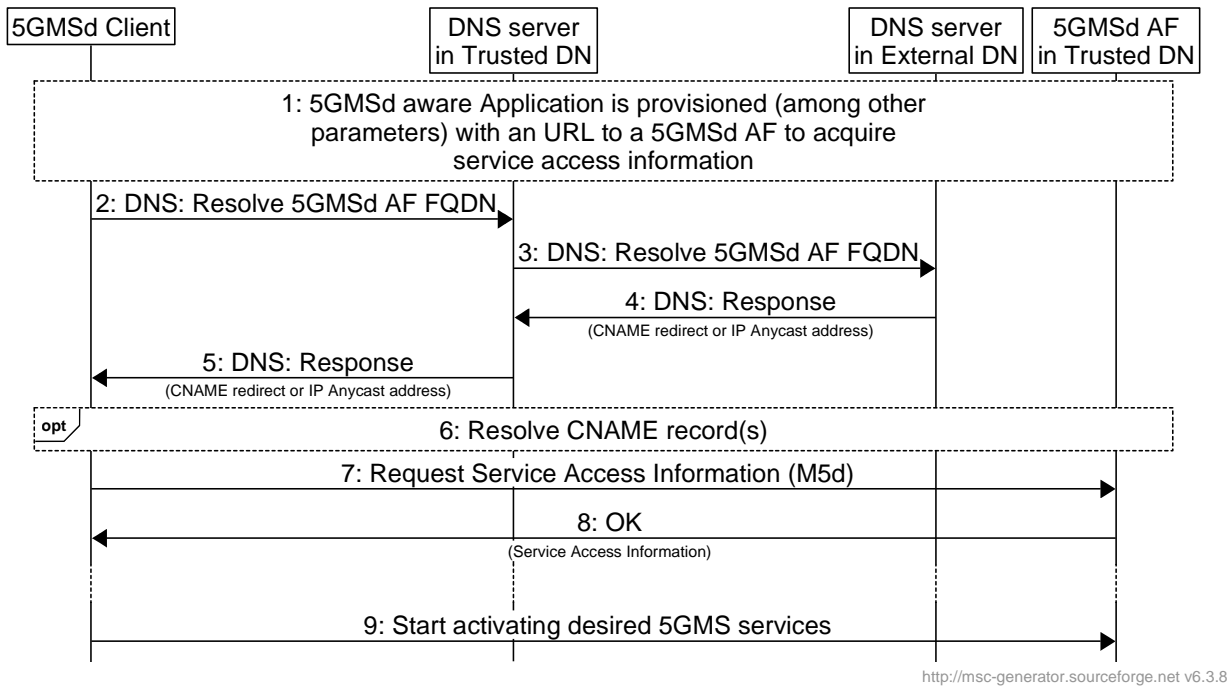 5GMSd Client
DNS server
in Trusted DN
DNS server
in External DN
5GMSd AF
in Trusted DN
1: 5GMSd aware Application is provisioned (among other
parameters) with an URL to a 5GMSd AF to acquire
service access information
2: DNS: Resolve 5GMSd AF FQDN
3: DNS: Resolve 5GMSd AF FQDN
4: DNS: Response
(CNAME redirect or IP Anycast address)
5: DNS: Response
(CNAME redirect or IP Anycast address)
opt
6: Resolve CNAME record(s)
7: Request Service Access Information (M5d)
8: OK
(Service Access Information)
9: Start activating desired 5GMS services
http://msc-generator.sourceforge.net v6.3.8